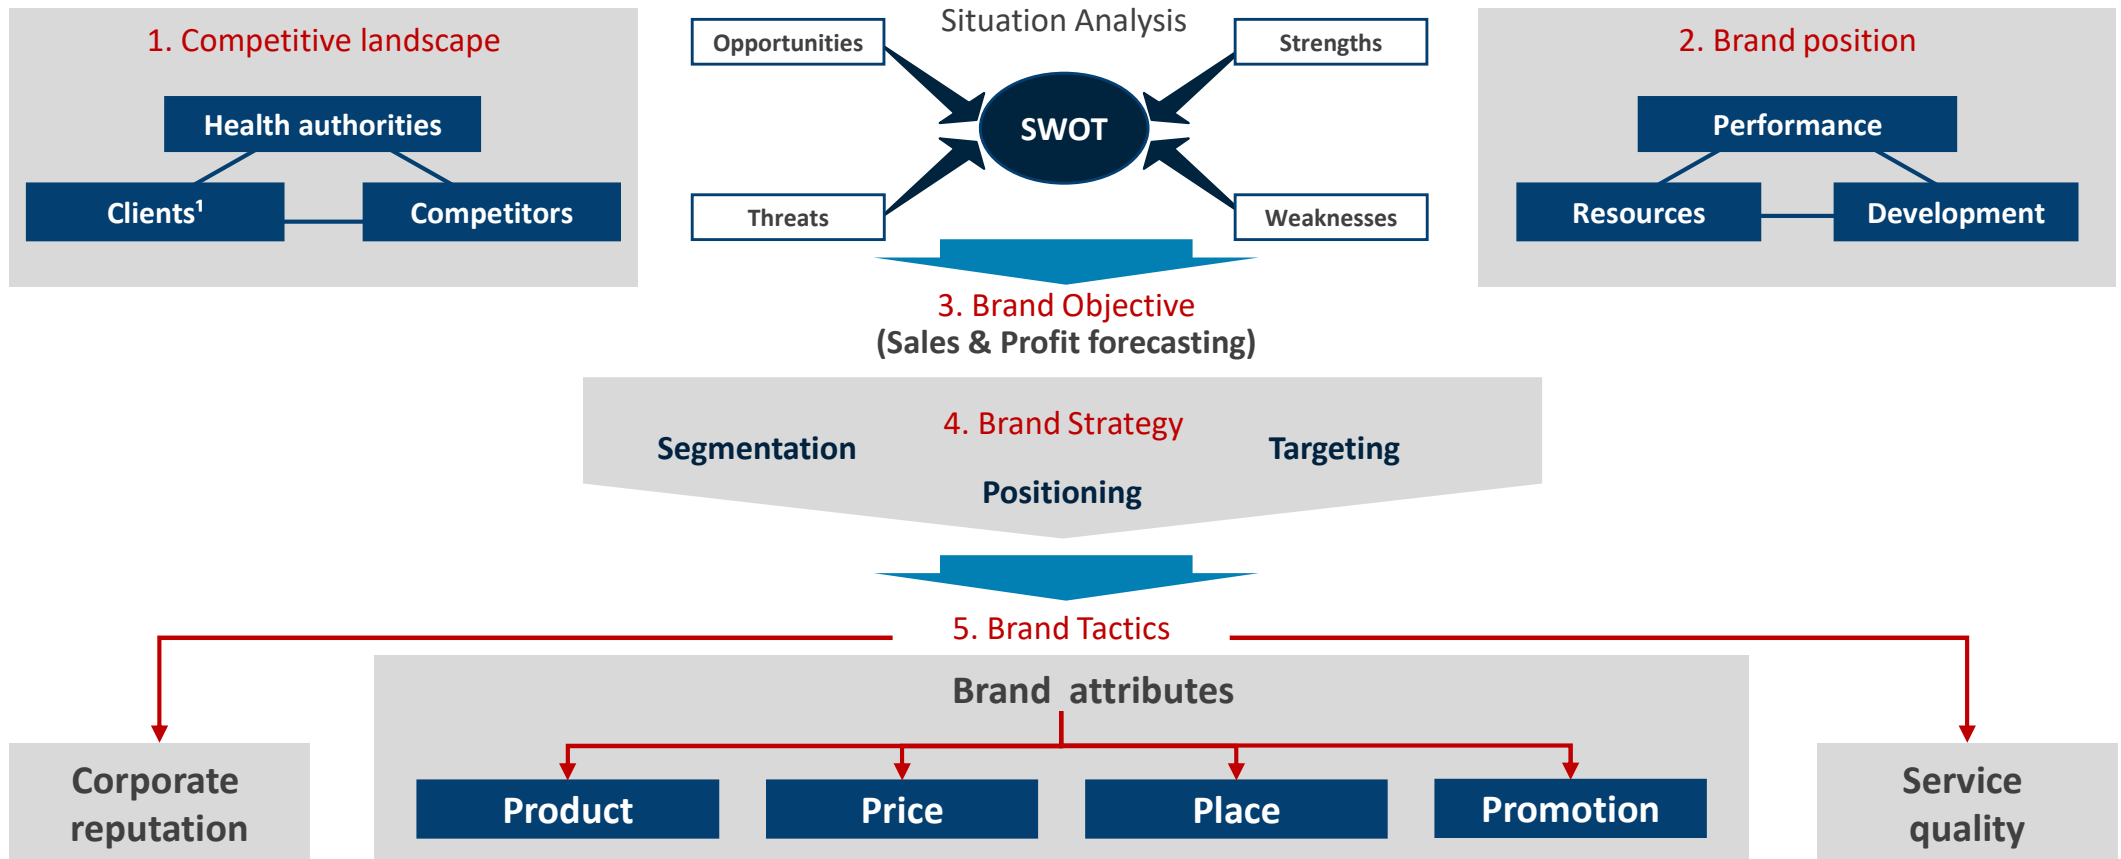 Situation Analysis
1. Competitive landscape
Health authorities
Clients¹
Competitors
Opportunities
Strengths
SWOT
Threats
Weaknesses
2. Brand position
Performance
Resources
Development
3. Brand Objective
(Sales & Profit forecasting)
4. Brand Strategy
Segmentation
Targeting
Positioning
5. Brand Tactics
Corporate
reputation
Brand attributes
Product
Price
Place
Promotion
Service
quality